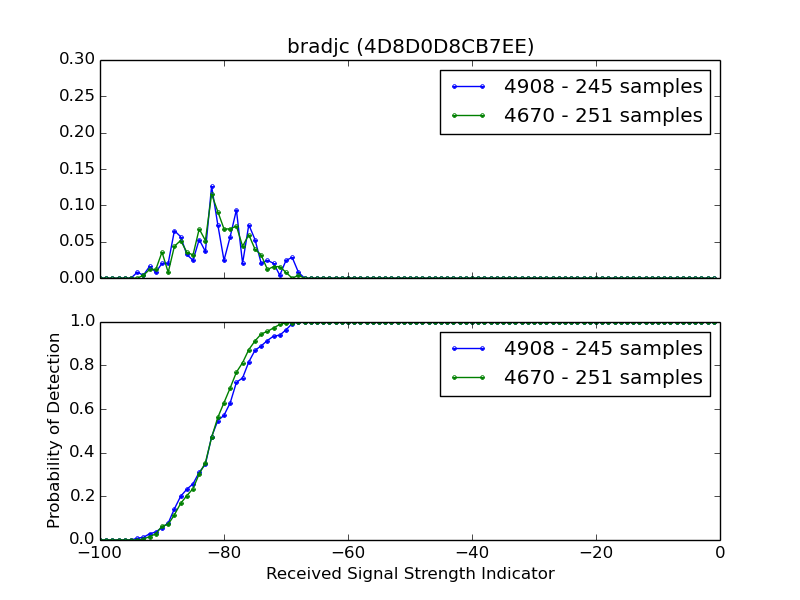 bradjc (4D8D0D8CB7EE)
0.30
0.25
0.20
0.15
0.10
0.05
0.00
4908 - 245 samples
4670 - 251 samples
1.0
0.8
0.6
0.4
0.2
0.0
Probability of Detection
4908 - 245 samples
4670 - 251 samples
−100
−80
−60
−40
−20
0
Received Signal Strength Indicator